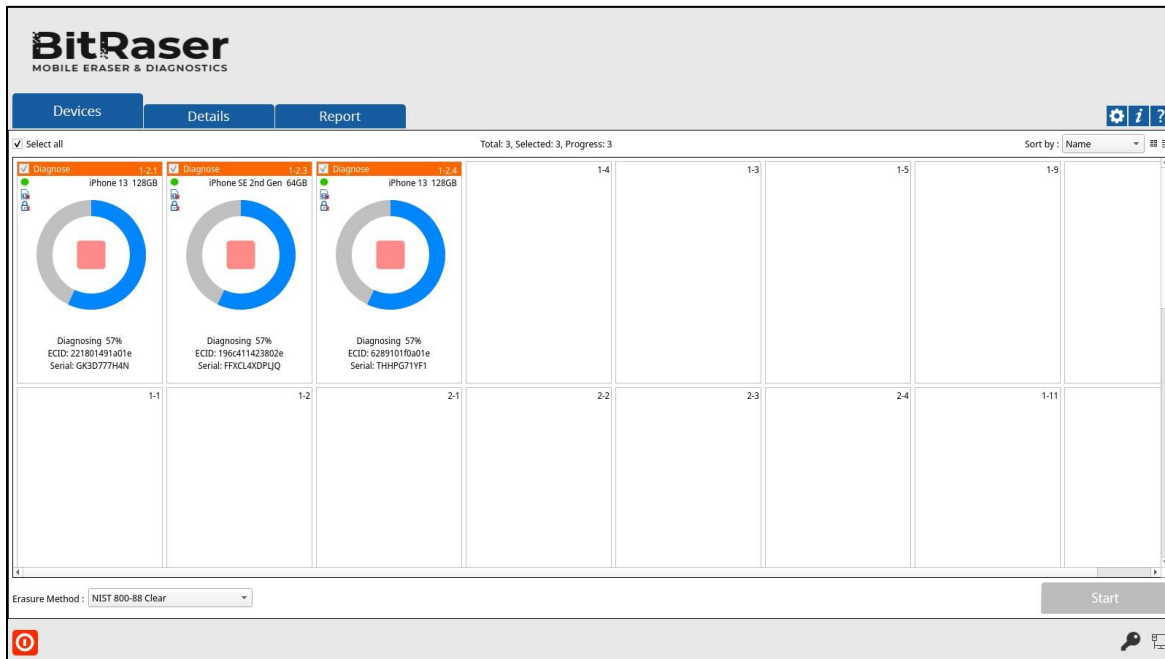 BitRaser
MOBILE ERASER & DIAGNOSTICS
Devices Details Report
i ?
Select all Total: 3, Selected: 3, Progress: 3 Sort by : Name
Diagnose 1-2.1 Diagnose 1-2.3 Diagnose 1-2.4 1-4 1-3 1-5 1-9
iPhone 13 128GB iPhone SE 2nd Gen 64GB iPhone 13 128GB
Diagnosing 57% Diagnosing 57% Diagnosing 57%
ECID: 221801491a01e ECID: 196c411423802e ECID: 6289101f0a01e
Serial: GK3D777H4N Serial: FFXCL4XDPLJQ Serial: THHPG71YF1
1-1 1-2 2-1 2-2 2-3 2-4 1-11
Erasure Method : NIST 800-88 Clear Start